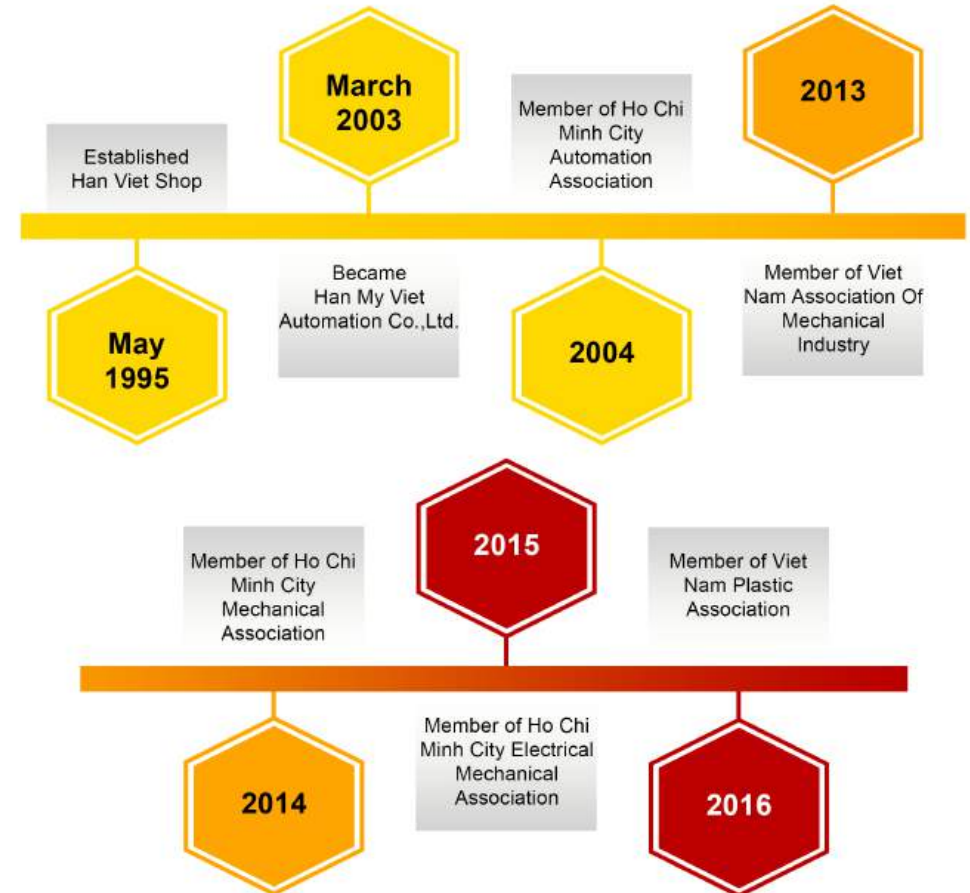 May
1995
Established
Han Viet Shop
March
2003
Became
Han My Viet
Automation Co.,Ltd.
2004
Member of Ho Chi
Minh City
Automation
Association
2013
Member of Viet
Nam Association Of
Mechanical
Industry
2014
Member of Ho Chi
Minh City
Mechanical
Association
2015
Member of Ho Chi
Minh City Electrical
Mechanical
Association
2016
Member of Viet
Nam Plastic
Association